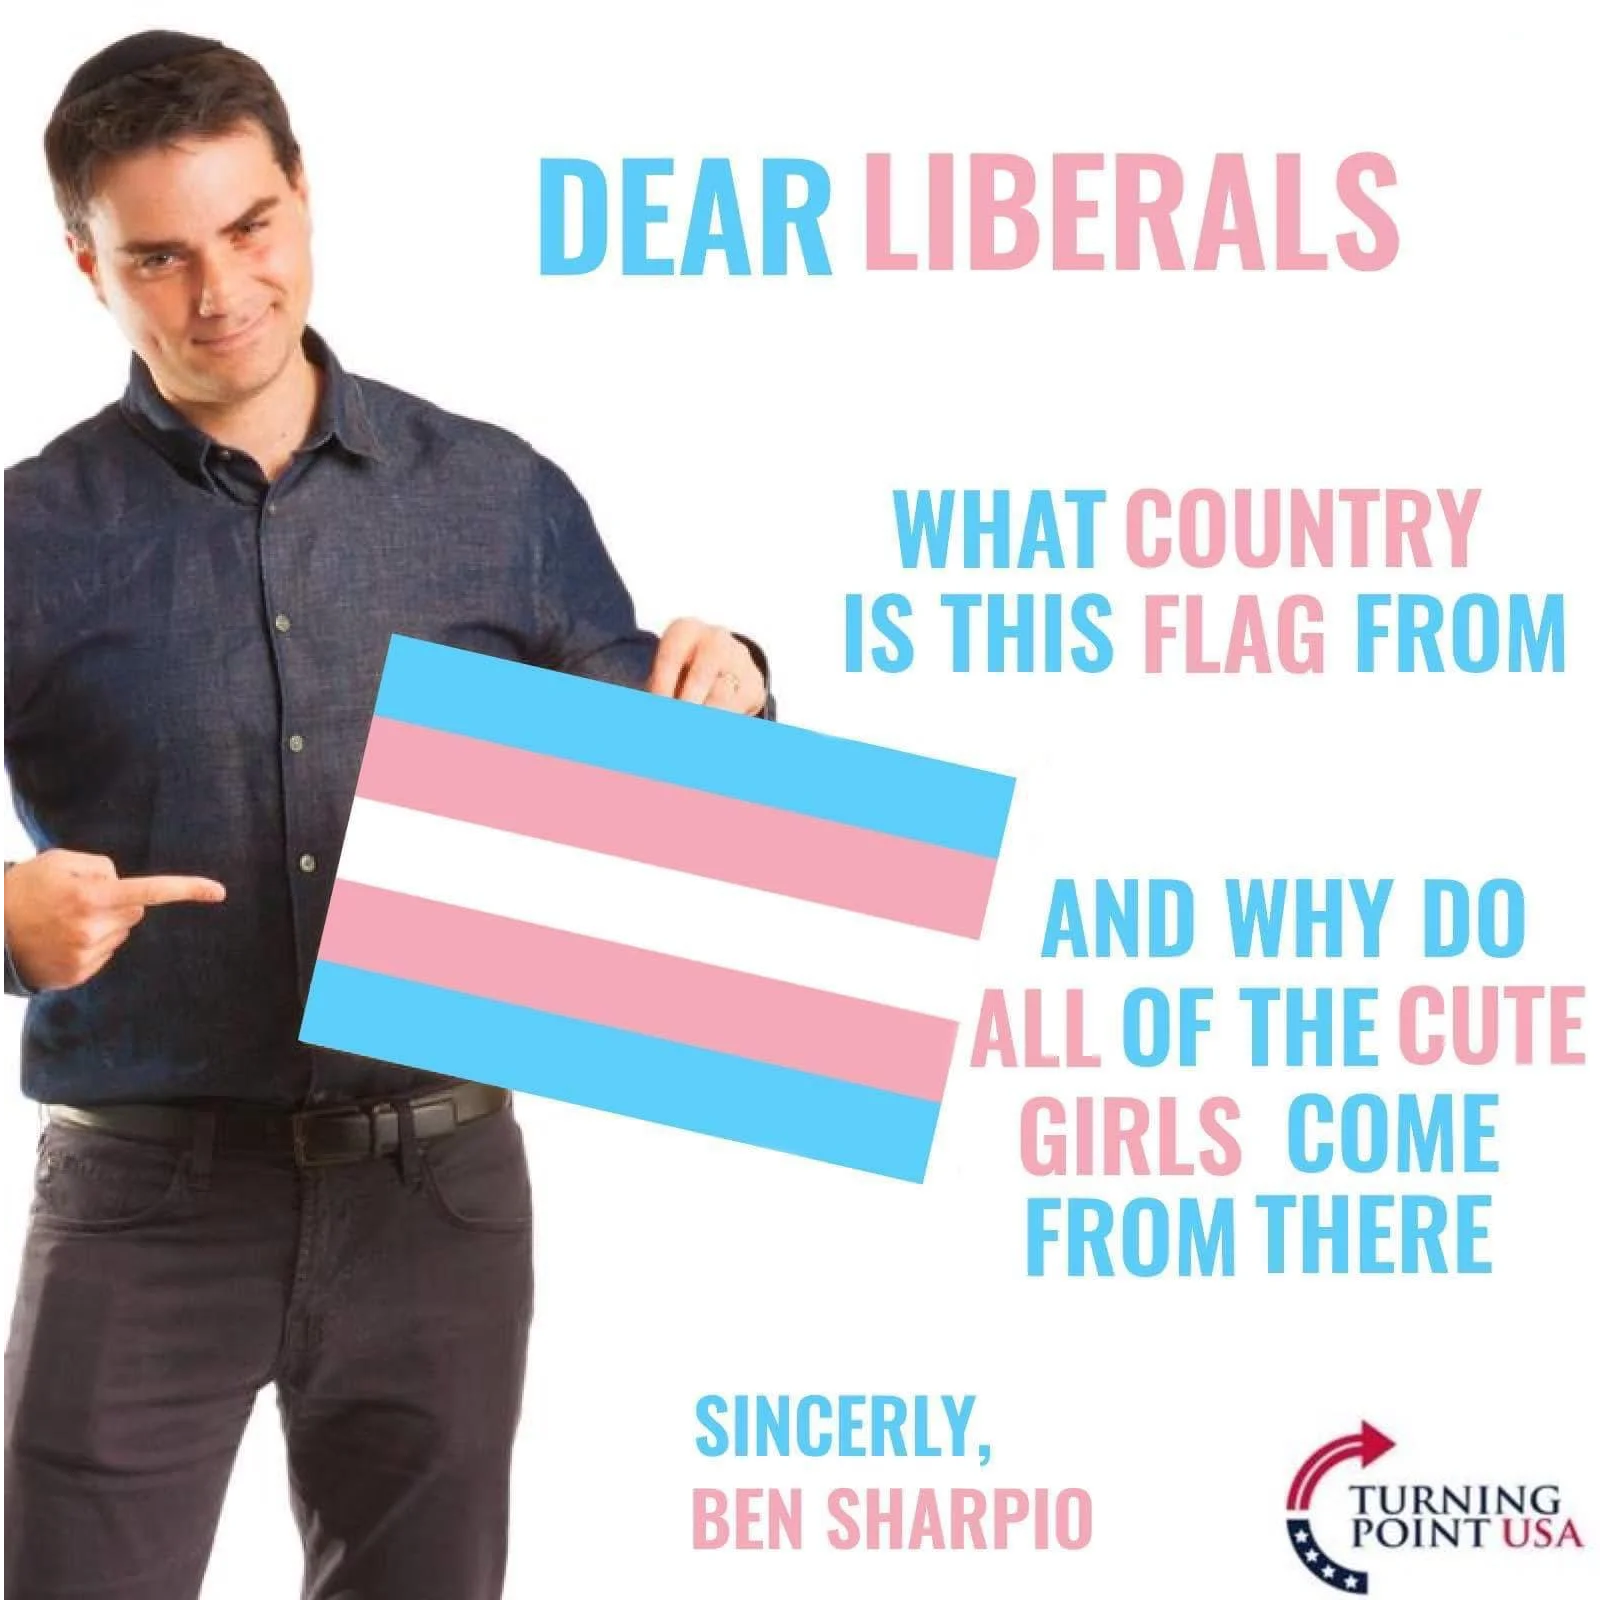 DEAR LIBERALS
WHAT COUNTRY
IS THIS FLAG FROM
AND WHY DO
ALL OF THE CUTE
GIRLS COME
FROM THERE
SINCERLY,
BEN SHARPIO
TURNING
POINT USA